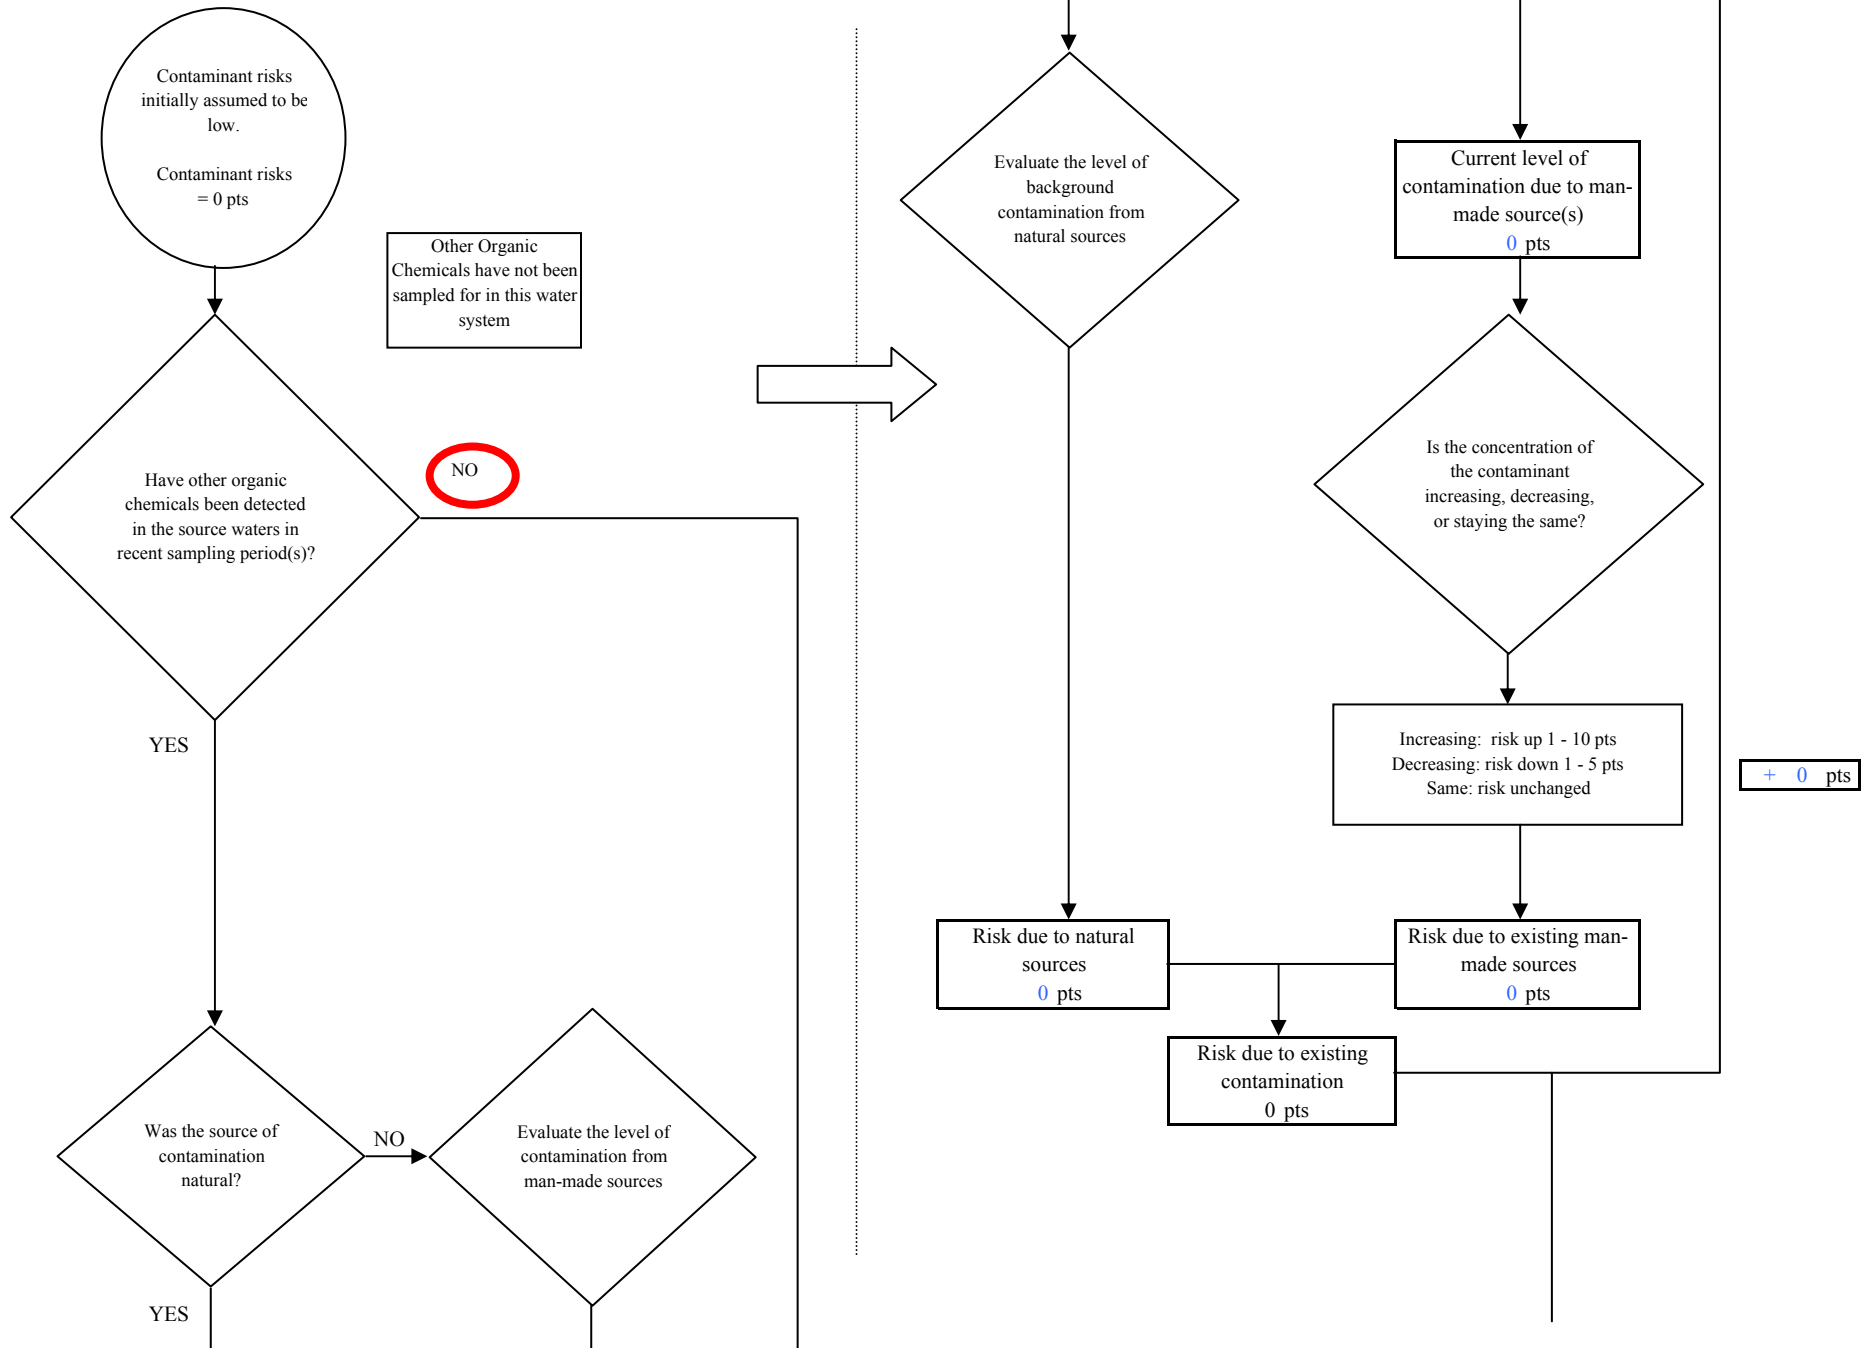 Contaminant risks
initially assumed to be
low.
Contaminant risks
= 0 pts
Other Organic
Chemicals have not been
sampled for in this water
system
NO
Have other organic
chemicals been detected
in the source waters in
recent sampling period(s)?
YES
Was the source of
contamination
natural?
NO
Evaluate the level of
contamination from
man-made sources
YES
Evaluate the level of
background
contamination from
natural sources
Current level of
contamination due to man-
made source(s)
0 pts
Is the concentration of
the contaminant
increasing, decreasing,
or staying the same?
Increasing: risk up 1 - 10 pts
Decreasing: risk down 1 - 5 pts
Same: risk unchanged
+ 0 pts
Risk due to natural
sources
0 pts
Risk due to existing man-
made sources
0 pts
Risk due to existing
contamination
0 pts